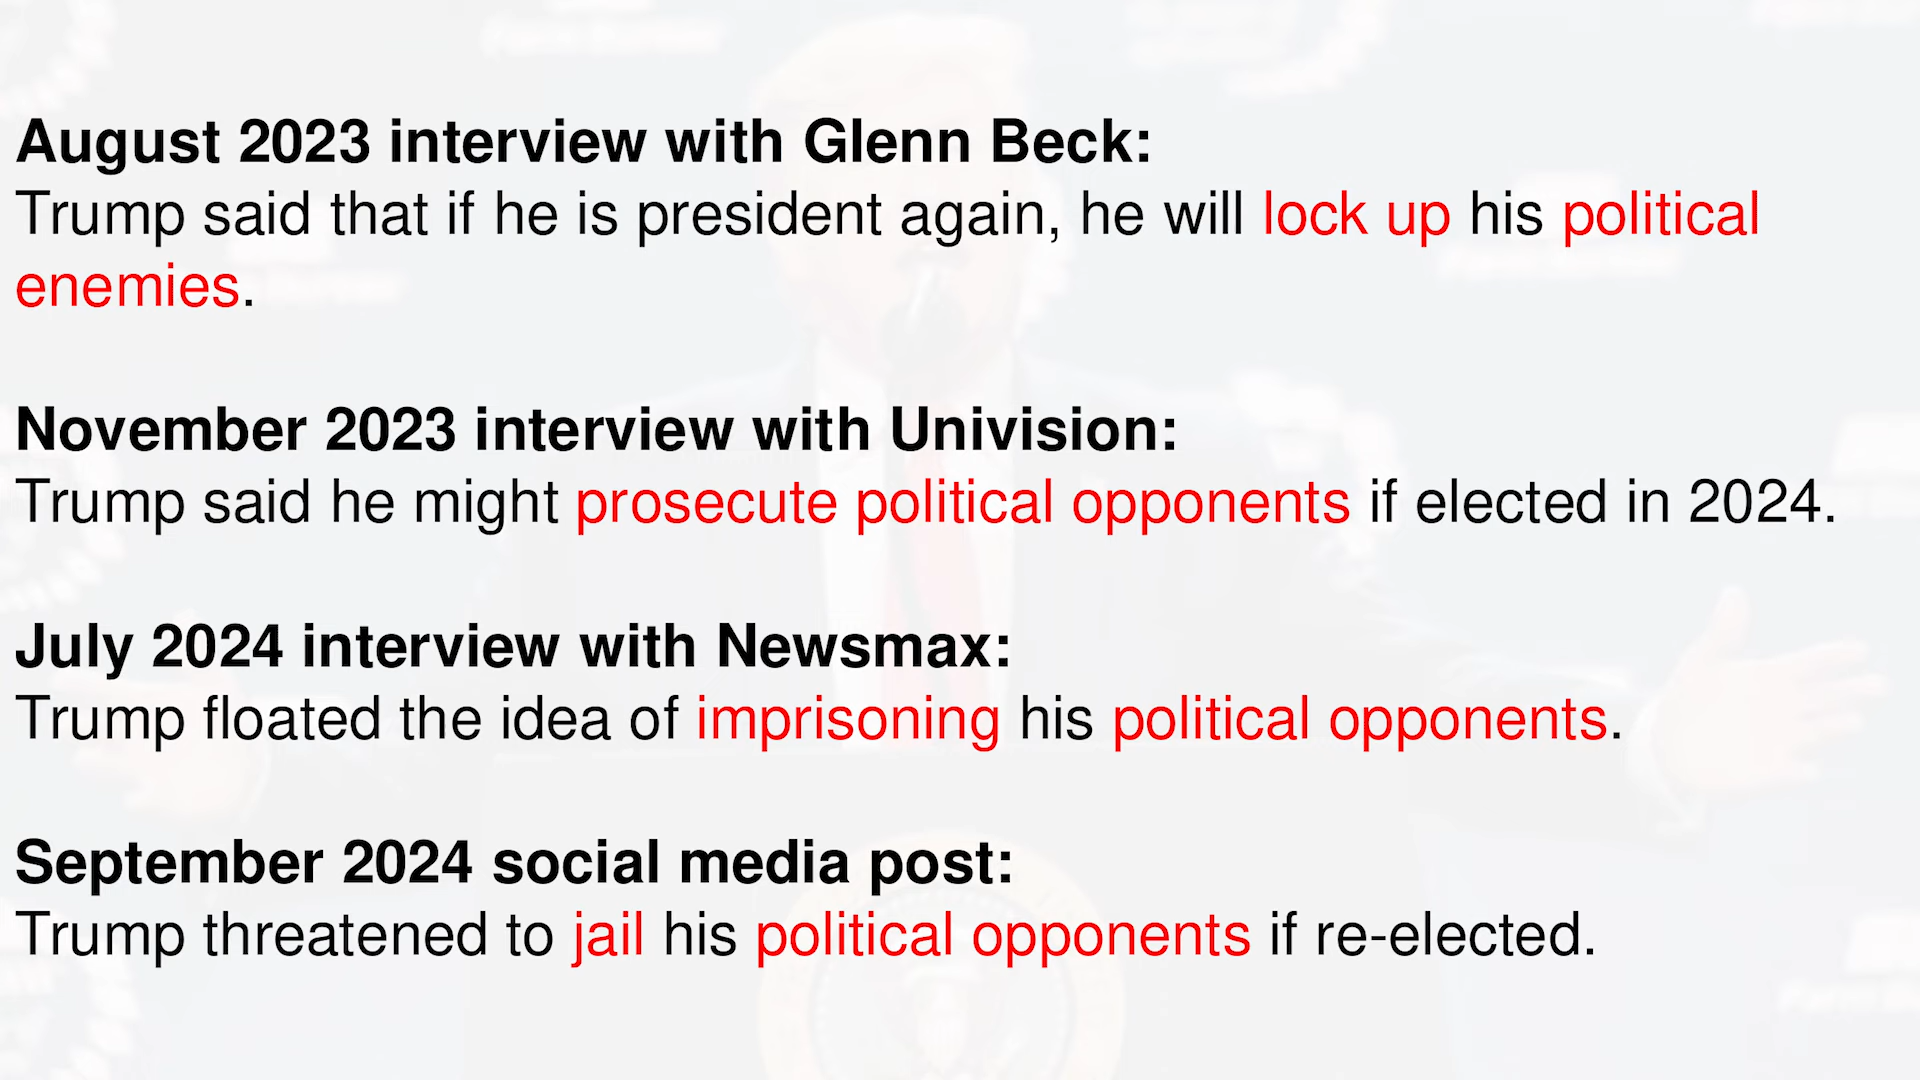 August 2023 interview with Glenn Beck:
Trump said that if he is president again, he will lock up his political
enemies.
November 2023 interview with Univision:
Trump said he might prosecute political opponents if elected in 2024.
July 2024 interview with Newsmax:
Trump floated the idea of imprisoning his political opponents.
September 2024 social media post:
Trump threatened to jail his political opponents if re-elected.